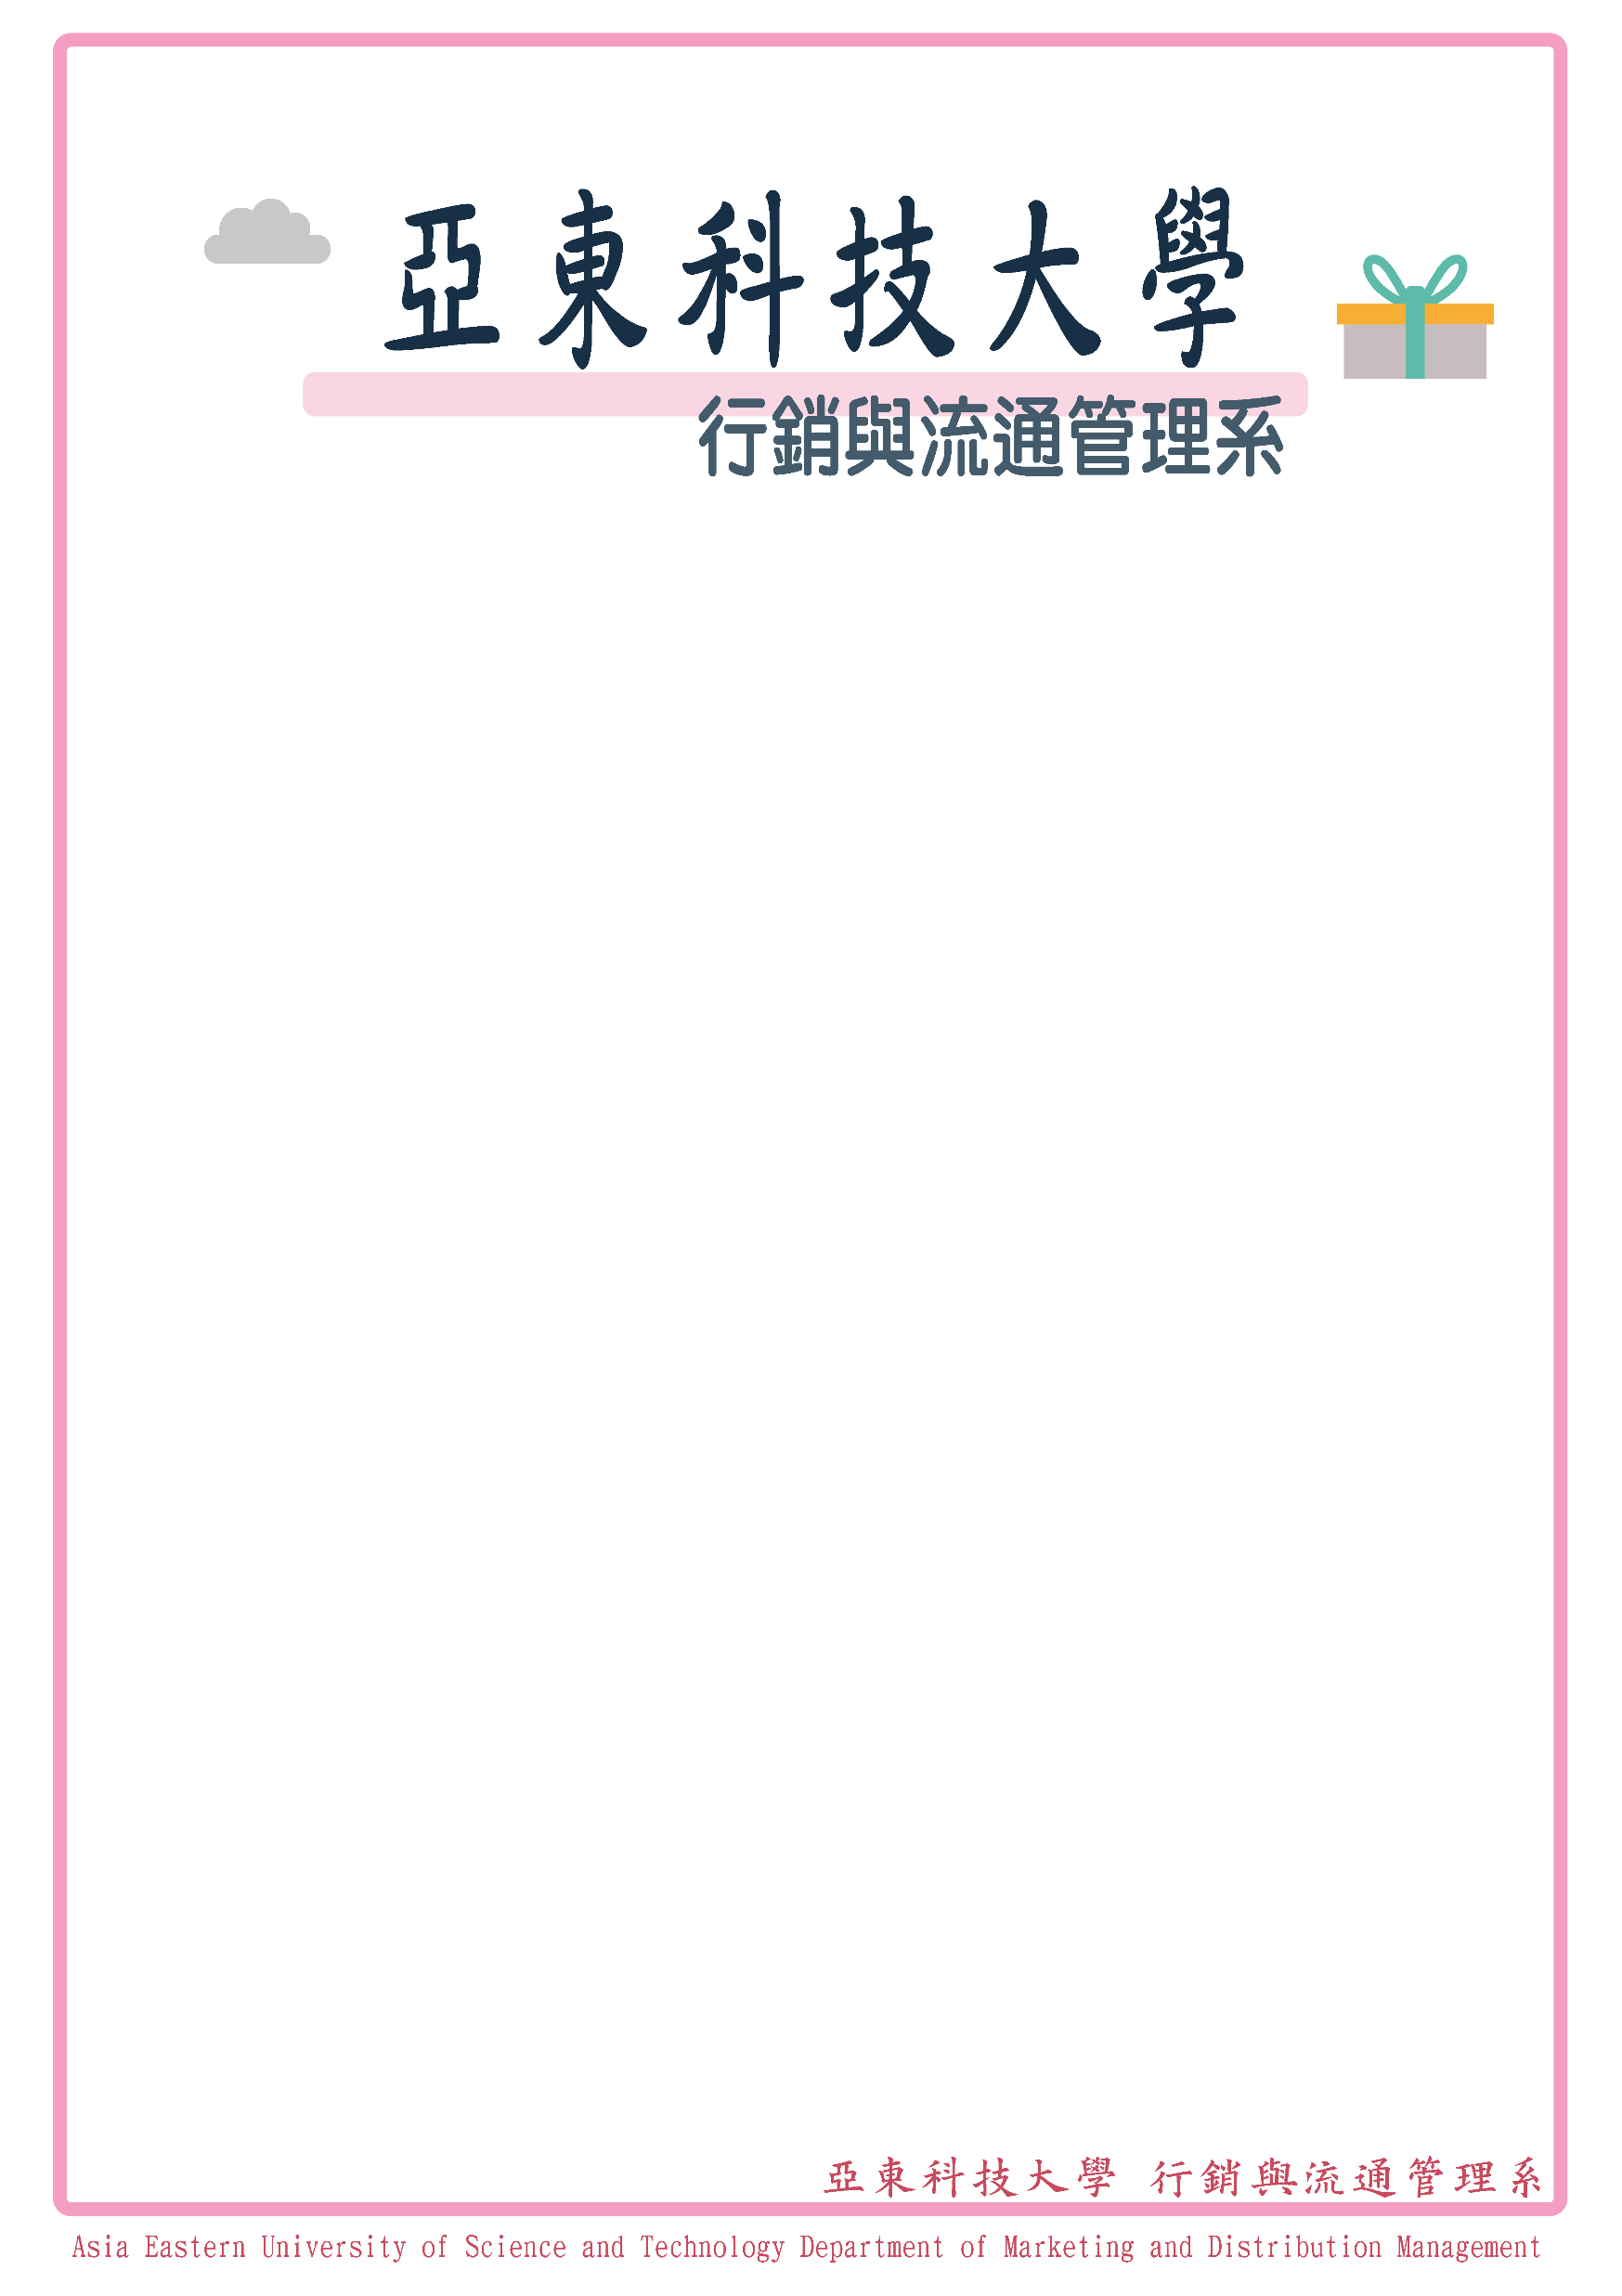 亞東科技大學
行銷與流通管理系
亞東科技大學 行銷與流通管理系
Asia Eastern University of Science and Technology Department of Marketing and Distribution Management